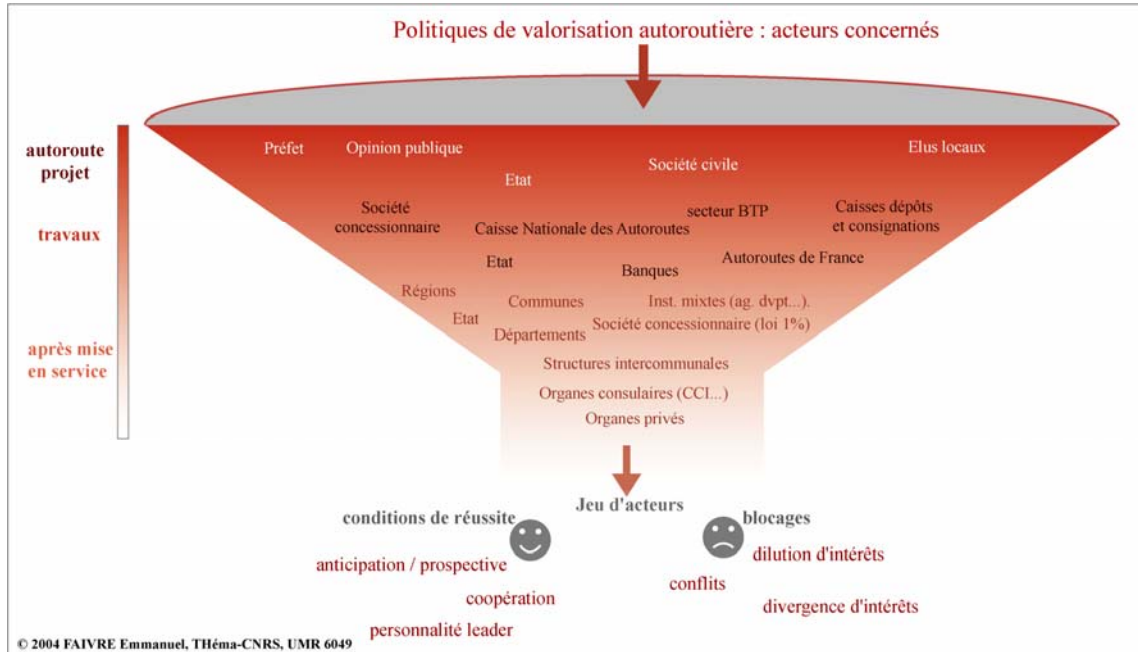 Politiques de valorisation autoroutière : acteurs concernés
autoroute
projet
travaux
après mise
en service
Préfet
Opinion publique
Etat
Société civile
Elus locaux
Société
concessionnaire
Caisse Nationale des Autoroutes
secteur BTP
Caisses dépôts
et consignations
Etat
Banques
Autoroutes de France
Régions
Communes
Inst. mixtes (ag. dvpt...).
Etat
Départements
Société concessionnaire (loi 1%)
Structures intercommunales
Organes consulaires (CCI...)
Organes privés
Jeu d'acteurs
conditions de réussite
anticipation / prospective
coopération
personnalité leader
blocages
dilution d'intérêts
conflits
divergence d'intérêts
© 2004 FAIVRE Emmanuel, THéma-CNRS, UMR 6049